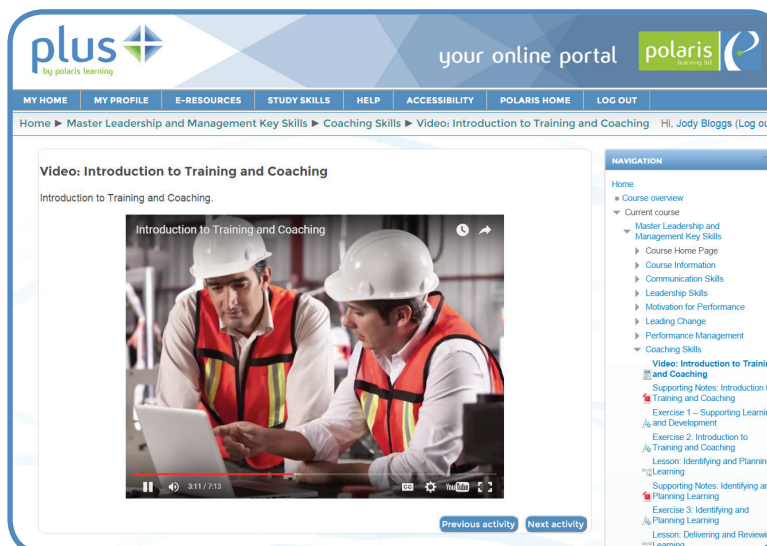 plus
by polaris learning
your online portal
polaris
learning ltd
MY HOME MY PROFILE E-RESOURCES STUDY SKILLS HELP ACCESSIBILITY POLARIS HOME LOG OUT
Home ▶ Master Leadership and Management Key Skills ▶ Coaching Skills ▶ Video: Introduction to Training and Coaching Hi, Jody Bloggs (Log ou
Video: Introduction to Training and Coaching
Introduction to Training and Coaching.
Introduction to Training and Coaching
3:11 / 7:13
CC
YouTube
Previous activity Next activity
NAVIGATION
Home
Course overview
Current course
Master Leadership and
Management Key Skills
Course Home Page
Course Information
Communication Skills
Leadership Skills
Motivation for Performance
Leading Change
Performance Management
Coaching Skills
Video: Introduction to Trainin
and Coaching
Supporting Notes: Introduction t
Training and Coaching
Exercise 1 – Supporting Learnin
and Development
Exercise 2: Introduction to
Training and Coaching
Lesson: Identifying and Plannin
Learning
Supporting Notes: Identifying an
Planning Learning
Exercise 3: Identifying and
Planning Learning
Lesson: Delivering and Reviewi
Learning